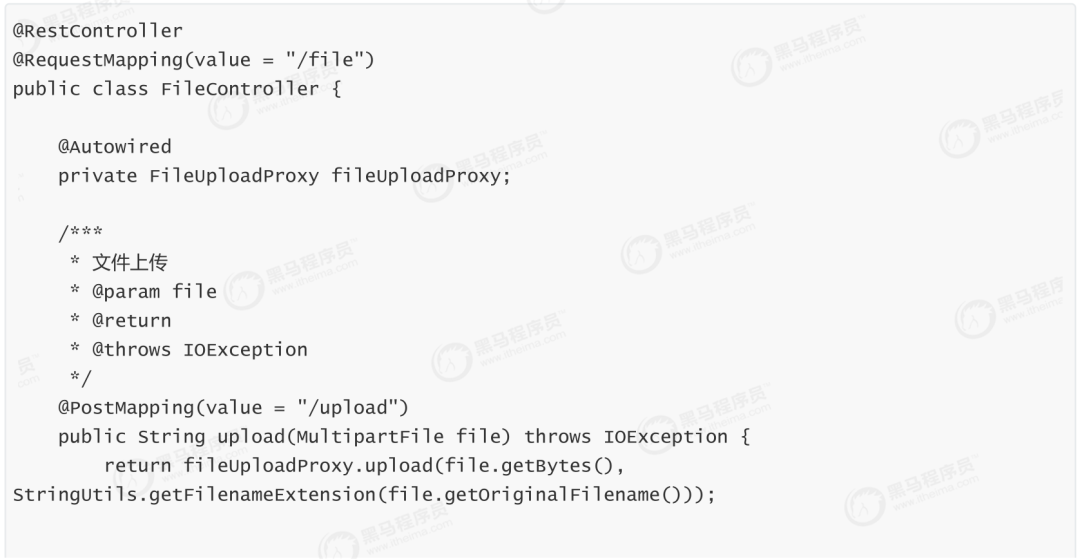 @RestController
@RequestMapping(value = "/file")
public class FileController {
    @Autowired
    private FileUploadProxy fileUploadProxy;
    /***
     * 文件上传
     * @param file
     * @return
     * @throws IOException
     */
    @PostMapping(value = "/upload")
    public String upload(MultipartFile file) throws IOException {
        return fileUploadProxy.upload(file.getBytes(),
StringUtils.getFilenameExtension(file.getOriginalFilename()));
黑马程序员
www.itheima.com